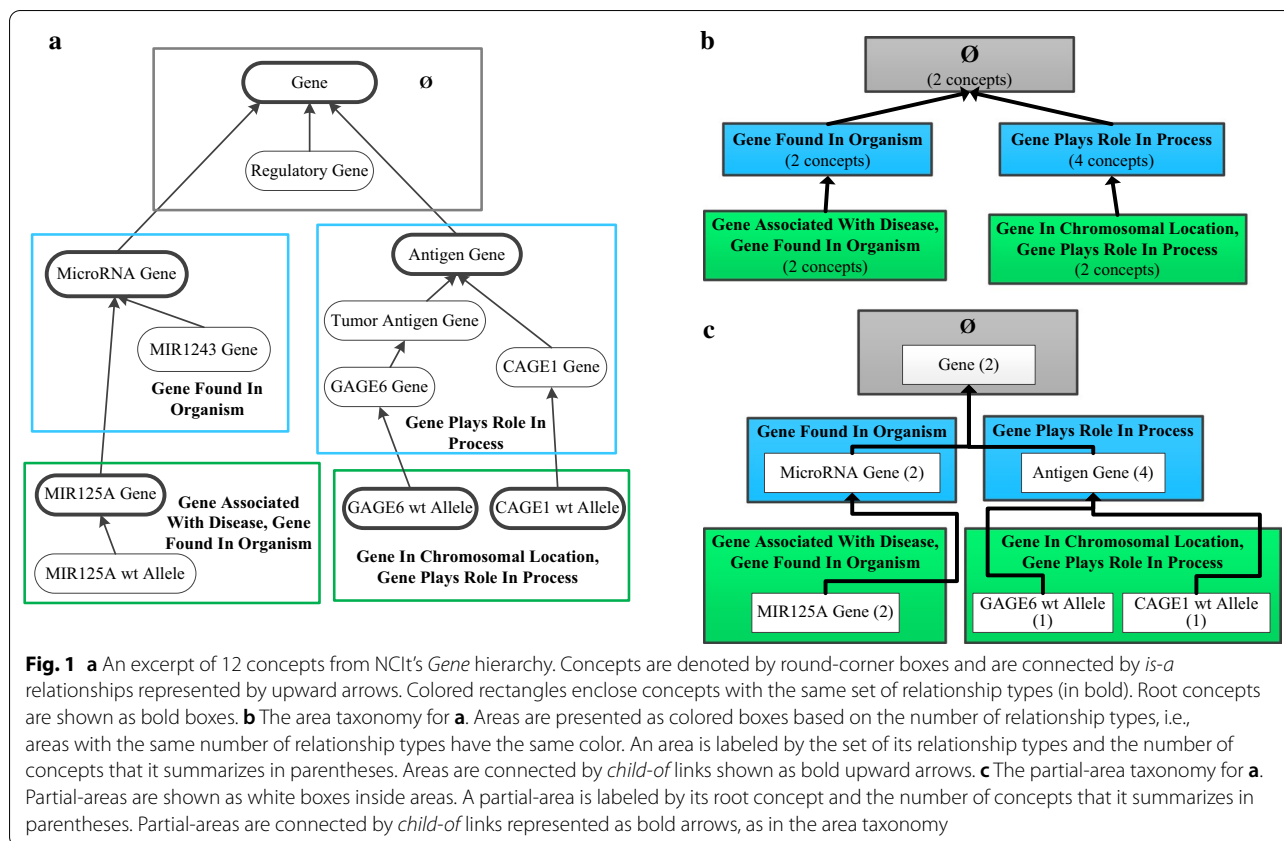 a
Gene
Ø
Regulatory Gene
MicroRNA Gene
MIR1243 Gene
Gene Found In
Organism
Antigen Gene
Tumor Antigen Gene
GAGE6 Gene
CAGE1 Gene
Gene Plays Role In
Process
MIR125A Gene
MIR125A wt Allele
Gene Associated
With Disease, Gene
Found In Organism
GAGE6 wt Allele
CAGE1 wt Allele
Gene In Chromosomal Location,
Gene Plays Role In Process
b
Ø
(2 concepts)
Gene Found In Organism
(2 concepts)
Gene Plays Role In Process
(4 concepts)
Gene Associated With Disease,
Gene Found In Organism
(2 concepts)
Gene In Chromosomal Location,
Gene Plays Role In Process
(2 concepts)
c
Ø
Gene (2)
Gene Found In Organism
MicroRNA Gene (2)
Gene Plays Role In Process
Antigen Gene (4)
Gene Associated With Disease,
Gene Found In Organism
MIR125A Gene (2)
Gene In Chromosomal Location,
Gene Plays Role In Process
GAGE6 wt Allele
(1)
CAGE1 wt Allele
(1)
Fig. 1 a An excerpt of 12 concepts from NCIt's Gene hierarchy. Concepts are denoted by round-corner boxes and are connected by is-a
relationships represented by upward arrows. Colored rectangles enclose concepts with the same set of relationship types (in bold). Root concepts
are shown as bold boxes. b The area taxonomy for a. Areas are presented as colored boxes based on the number of relationship types, i.e.,
areas with the same number of relationship types have the same color. An area is labeled by the set of its relationship types and the number of
concepts that it summarizes in parentheses. Areas are connected by child-of links shown as bold upward arrows. c The partial-area taxonomy for a.
Partial-areas are shown as white boxes inside areas. A partial-area is labeled by its root concept and the number of concepts that it summarizes in
parentheses. Partial-areas are connected by child-of links represented as bold arrows, as in the area taxonomy